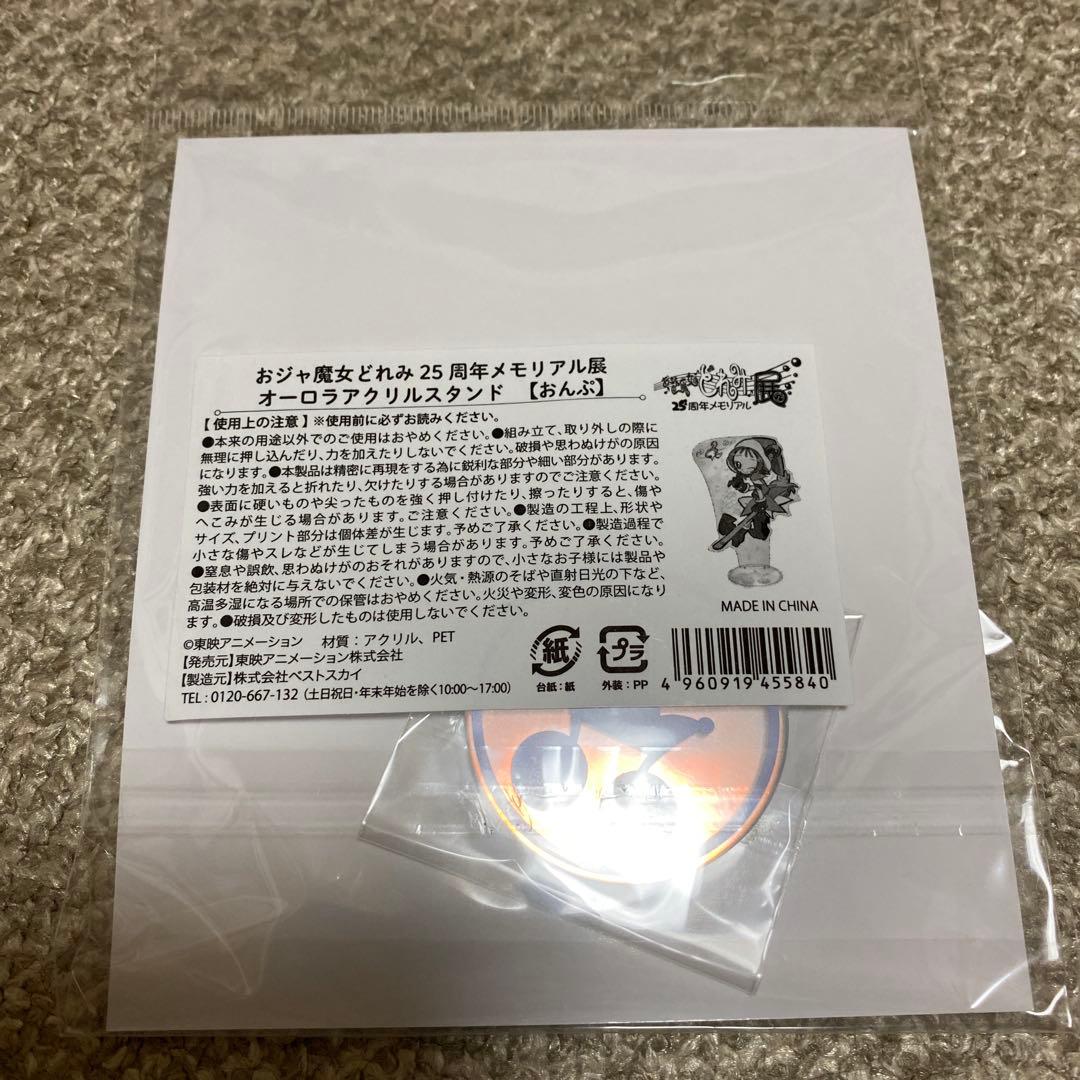 おジャ魔女どれみ 25 周年メモリアル展
オーロラアクリルスタンド 【おんぷ】
【使用上の注意】※使用前に必ずお読みください。
●本来の用途以外でのご使用はおやめください。●組み立て、取り外しの際に
無理に押し込んだり、力を加えたりしないでください。破損や思わぬけがの原因
になります。●本製品は精密に再現をする為に鋭利な部分や細い部分があります。
強い力を加えると折れたり、欠けたりする場合がありますのでご注意ください。
●表面に硬いものや尖ったものを強く押し付けたり、擦ったりすると、傷や
へこみが生じる場合があります。ご注意ください。●製造の工程上、形状や
サイズ、プリント部分は個体差が生じます。予めご了承ください。●製造過程で
小さな傷やスレなどが生じてしまう場合があります。予めご了承ください。
●窒息や誤飲、思わぬけがのおそれがありますので、小さなお子様には製品や
包装材を絶対に与えないでください。●火気・熱源のそばや直射日光の下など、
高温多湿になる場所での保管はおやめください。火災や変形、変色の原因になり
ます。●破損及び変形したものは使用しないでください。
©東映アニメーション 材質:アクリル、PET
【発売元】東映アニメーション株式会社
【製造元】株式会社ベストスカイ
TEL:0120-667-132(土日祝日・年末年始を除く10:00〜17:00)
どれみ展
25周年メモリアル
MADE IN CHINA
紙
台紙:紙
プラ
外装:PP
4 960919 455840